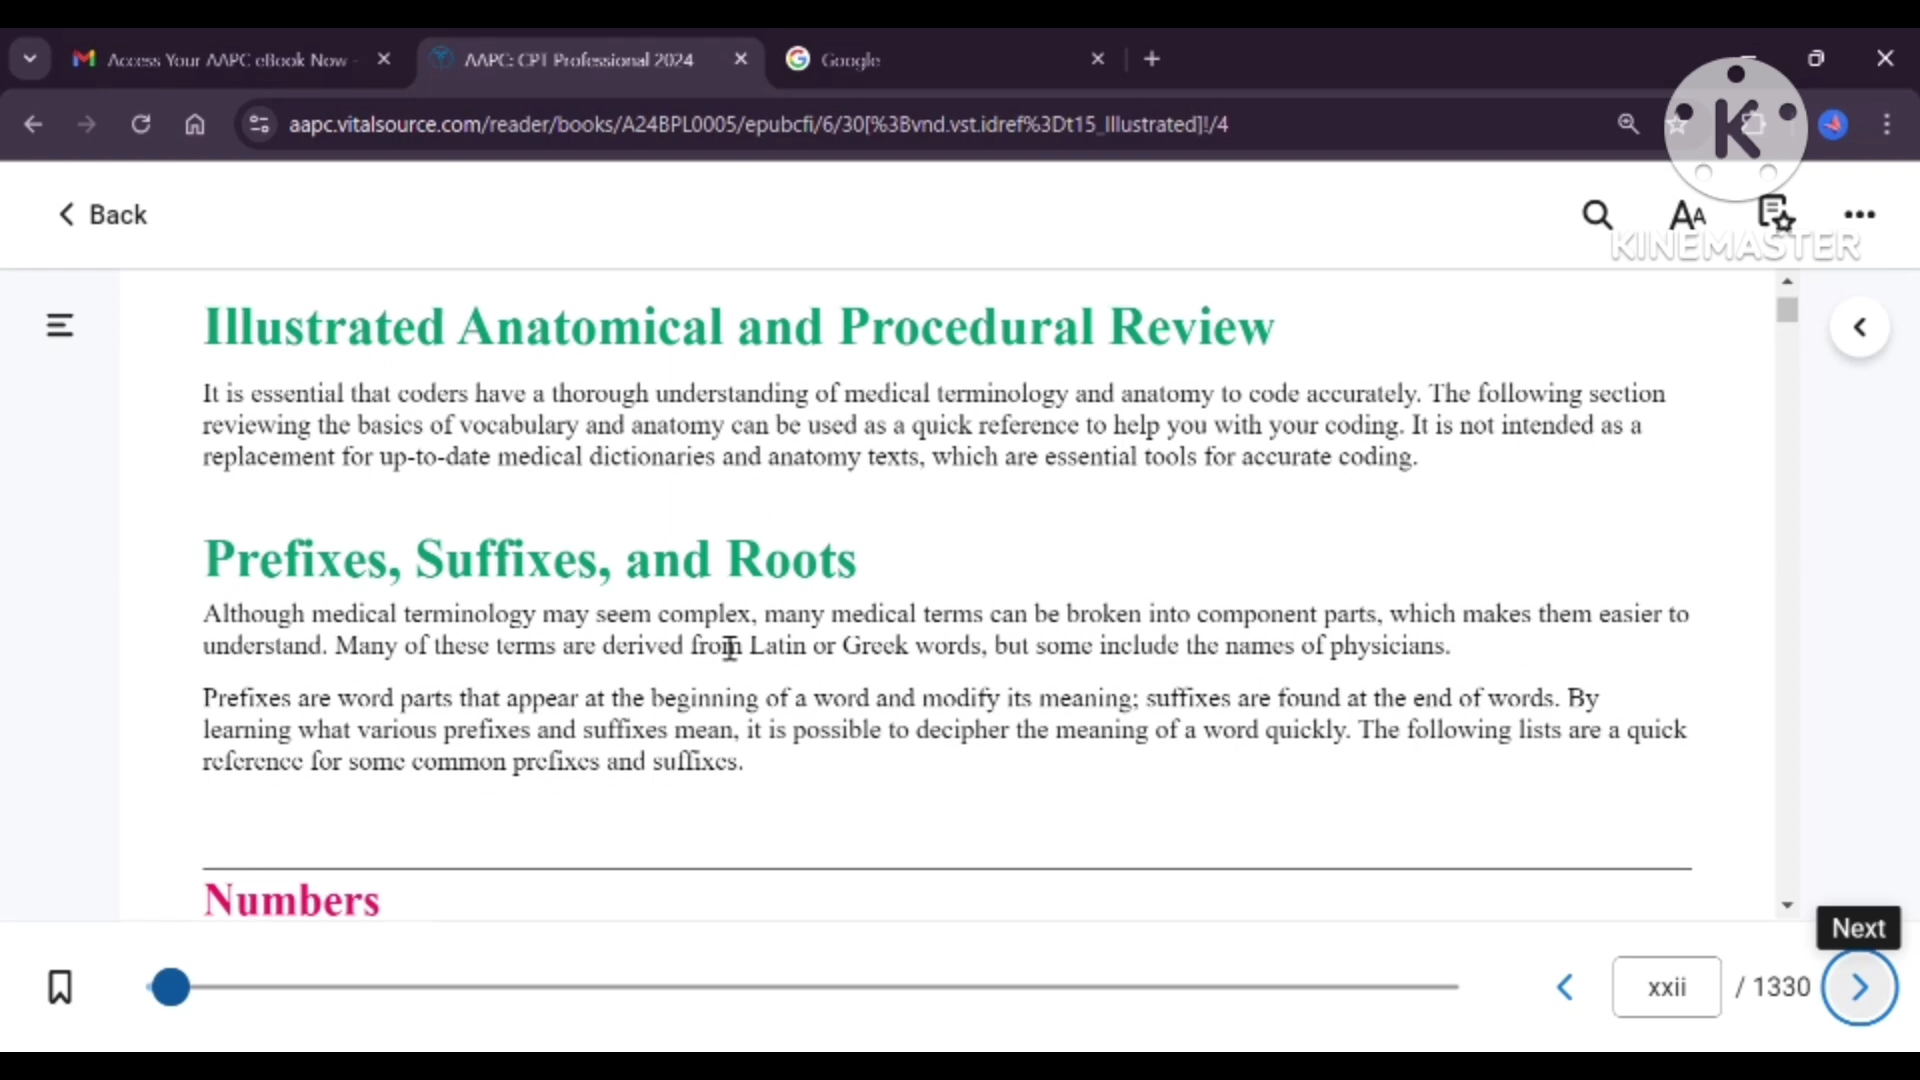 Access Your AAPC eBook Now -
AAPC: CPT Professional 2024
Google
aapc.vitalsource.com/reader/books/A24BPL0005/epubcfi/6/30[%3Bvnd.vst.idref%3Dt15_Illustrated]!/4
K
KINEMASTER
Back
AA
Illustrated Anatomical and Procedural Review
It is essential that coders have a thorough understanding of medical terminology and anatomy to code accurately. The following section
reviewing the basics of vocabulary and anatomy can be used as a quick reference to help you with your coding. It is not intended as a
replacement for up-to-date medical dictionaries and anatomy texts, which are essential tools for accurate coding.
Prefixes, Suffixes, and Roots
Although medical terminology may seem complex, many medical terms can be broken into component parts, which makes them easier to
understand. Many of these terms are derived from Latin or Greek words, but some include the names of physicians.
Prefixes are word parts that appear at the beginning of a word and modify its meaning; suffixes are found at the end of words. By
learning what various prefixes and suffixes mean, it is possible to decipher the meaning of a word quickly. The following lists are a quick
reference for some common prefixes and suffixes.
Numbers
Next
xxii / 1330